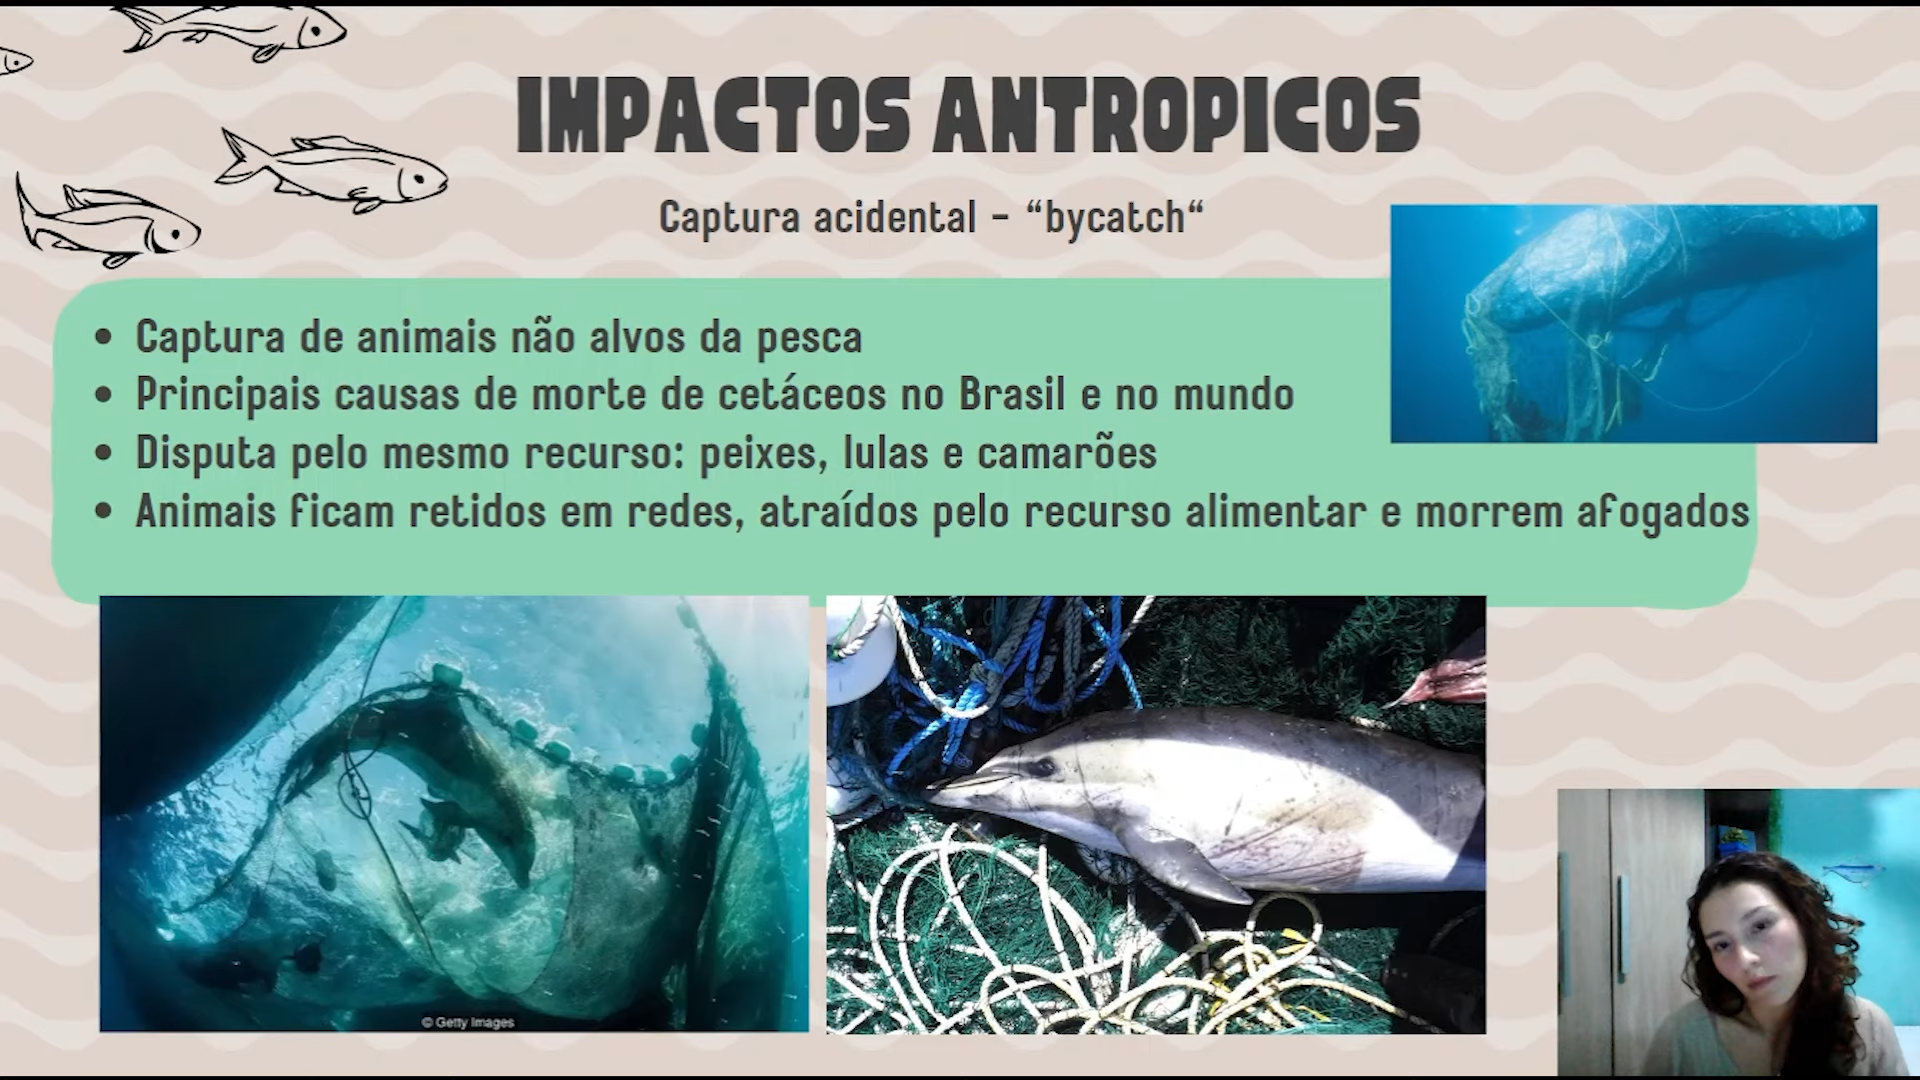 IMPACTOS ANTROPICOS
Captura acidental - “bycatch“
• Captura de animais não alvos da pesca
• Principais causas de morte de cetáceos no Brasil e no mundo
• Disputa pelo mesmo recurso: peixes, lulas e camarões
• Animais ficam retidos em redes, atraídos pelo recurso alimentar e morrem afogados
© Getty Images